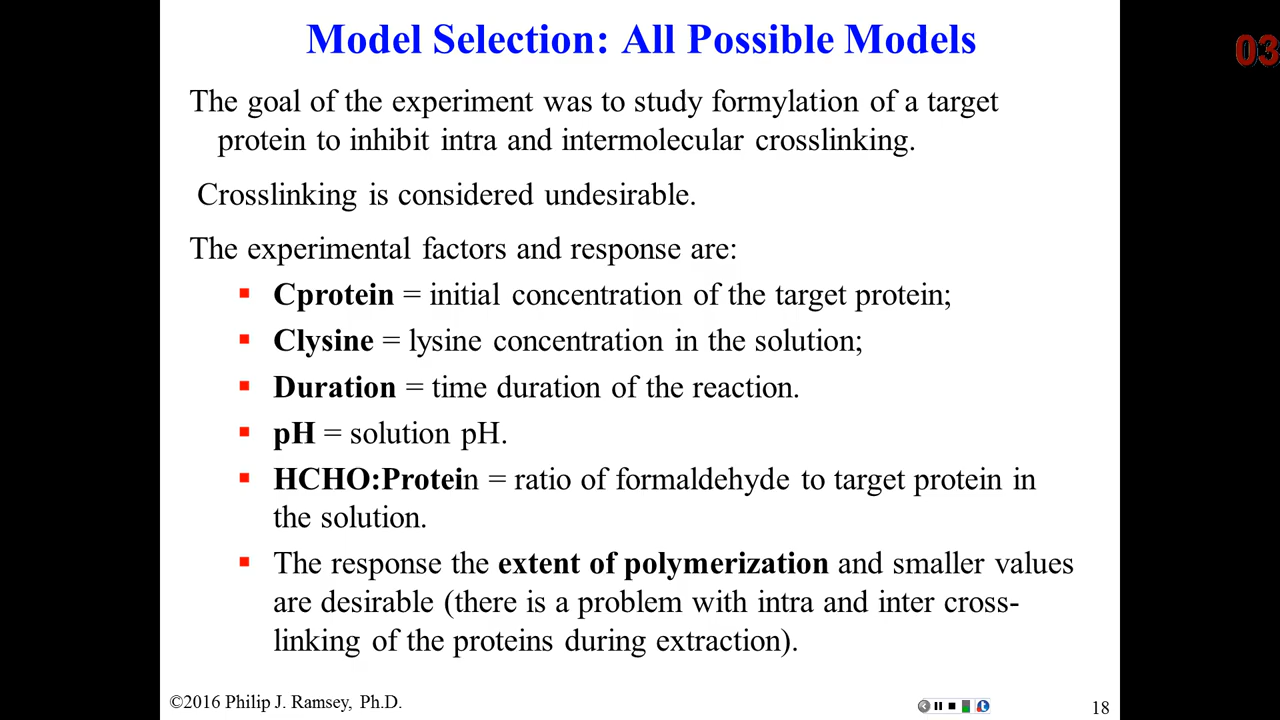 Model Selection: All Possible Models
03
The goal of the experiment was to study formylation of a target
protein to inhibit intra and intermolecular crosslinking.
Crosslinking is considered undesirable.
The experimental factors and response are:
Cprotein = initial concentration of the target protein;
Clysine = lysine concentration in the solution;
Duration = time duration of the reaction.
pH = solution pH.
HCHO:Protein = ratio of formaldehyde to target protein in
the solution.
The response the extent of polymerization and smaller values
are desirable (there is a problem with intra and inter cross-
linking of the proteins during extraction).
©2016 Philip J. Ramsey, Ph.D.
18